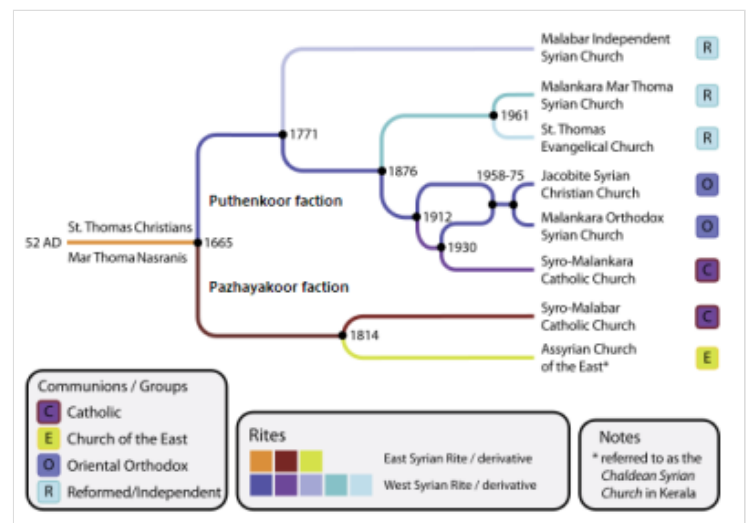 Malabar Independent
Syrian Church
R
Malankara Mar Thoma
Syrian Church
R
1961
St. Thomas
Evangelical Church
R
1771
1876
1958-75
Jacobite Syrian
Christian Church
O
Puthenkoor faction
1912
Malankara Orthodox
Syrian Church
O
St. Thomas Christians
52 AD
1665
Mar Thoma Nasranis
1930
Syro-Malankara
Catholic Church
C
Pazhayakoor faction
Syro-Malabar
Catholic Church
C
1814
Assyrian Church
of the East*
E
Communions / Groups
C Catholic
E Church of the East
O Oriental Orthodox
R Reformed/Independent
Rites
East Syrian Rite / derivative
West Syrian Rite / derivative
Notes
* referred to as the
Chaldean Syrian
Church in Kerala